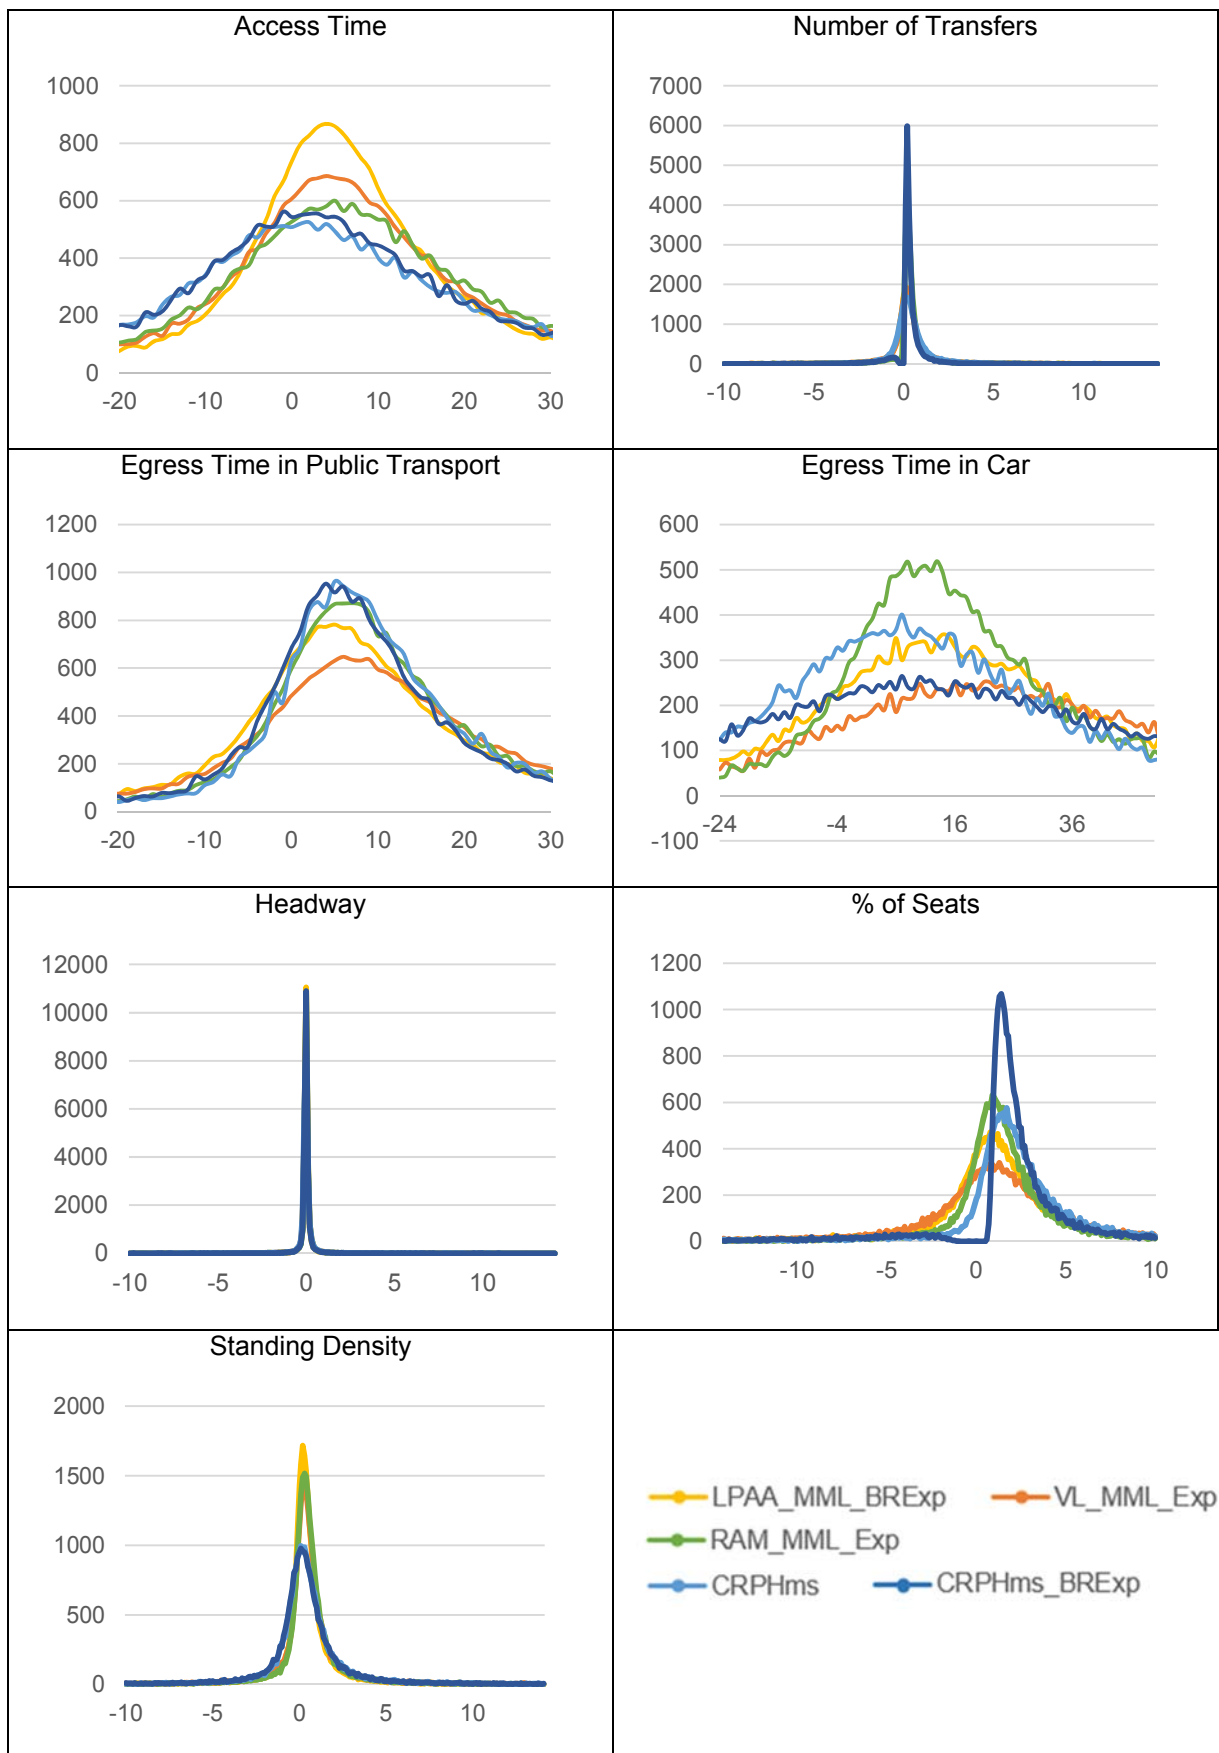 Access Time
1000
800
600
400
200
0
-20 -10 0 10 20 30
Number of Transfers
7000
6000
5000
4000
3000
2000
1000
0
-10 -5 0 5 10
Egress Time in Public Transport
1200
1000
800
600
400
200
0
-20 -10 0 10 20 30
Egress Time in Car
600
500
400
300
200
100
0
-100
-24 -4 16 36
Headway
12000
10000
8000
6000
4000
2000
0
-10 -5 0 5 10
% of Seats
1200
1000
800
600
400
200
0
-10 -5 0 5 10
Standing Density
2000
1500
1000
500
0
-10 -5 0 5 10
LPAA_MML_BRExp VL_MML_Exp
RAM_MML_Exp
CRPHms CRPHms_BRExp